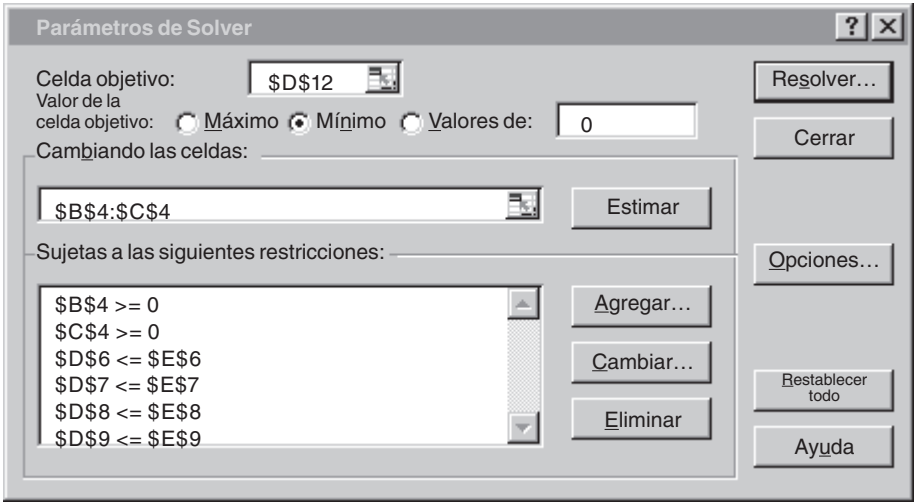 Parámetros de Solver
? X
Celda objetivo: $D$12
Resolver...
Valor de la
celda objetivo: Máximo Mínimo Valores de: 0
Cerrar
Cambiando las celdas:
$B$4:$C$4
Estimar
Sujetas a las siguientes restricciones:
Opciones...
$B$4 >= 0
Agregar...
$C$4 >= 0
$D$6 <= $E$6
Cambiar...
$D$7 <= $E$7
Restablecer
todo
$D$8 <= $E$8
Eliminar
$D$9 <= $E$9
Ayuda